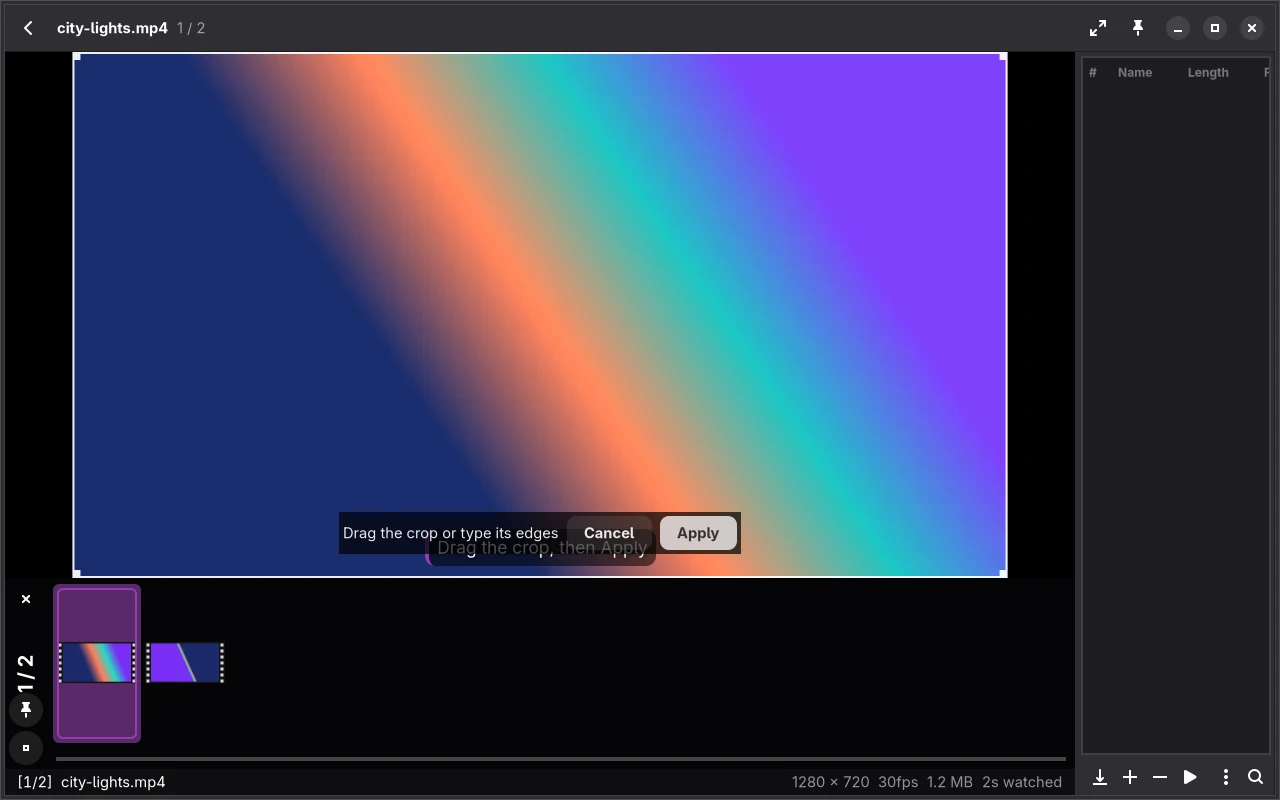 city-lights.mp4 1 / 2
# Name Length F
Drag the crop or type its edges Cancel Apply
Drag the crop, then Apply
1 / 2
[1/2] city-lights.mp4 1280 × 720 30fps 1.2 MB 2s watched